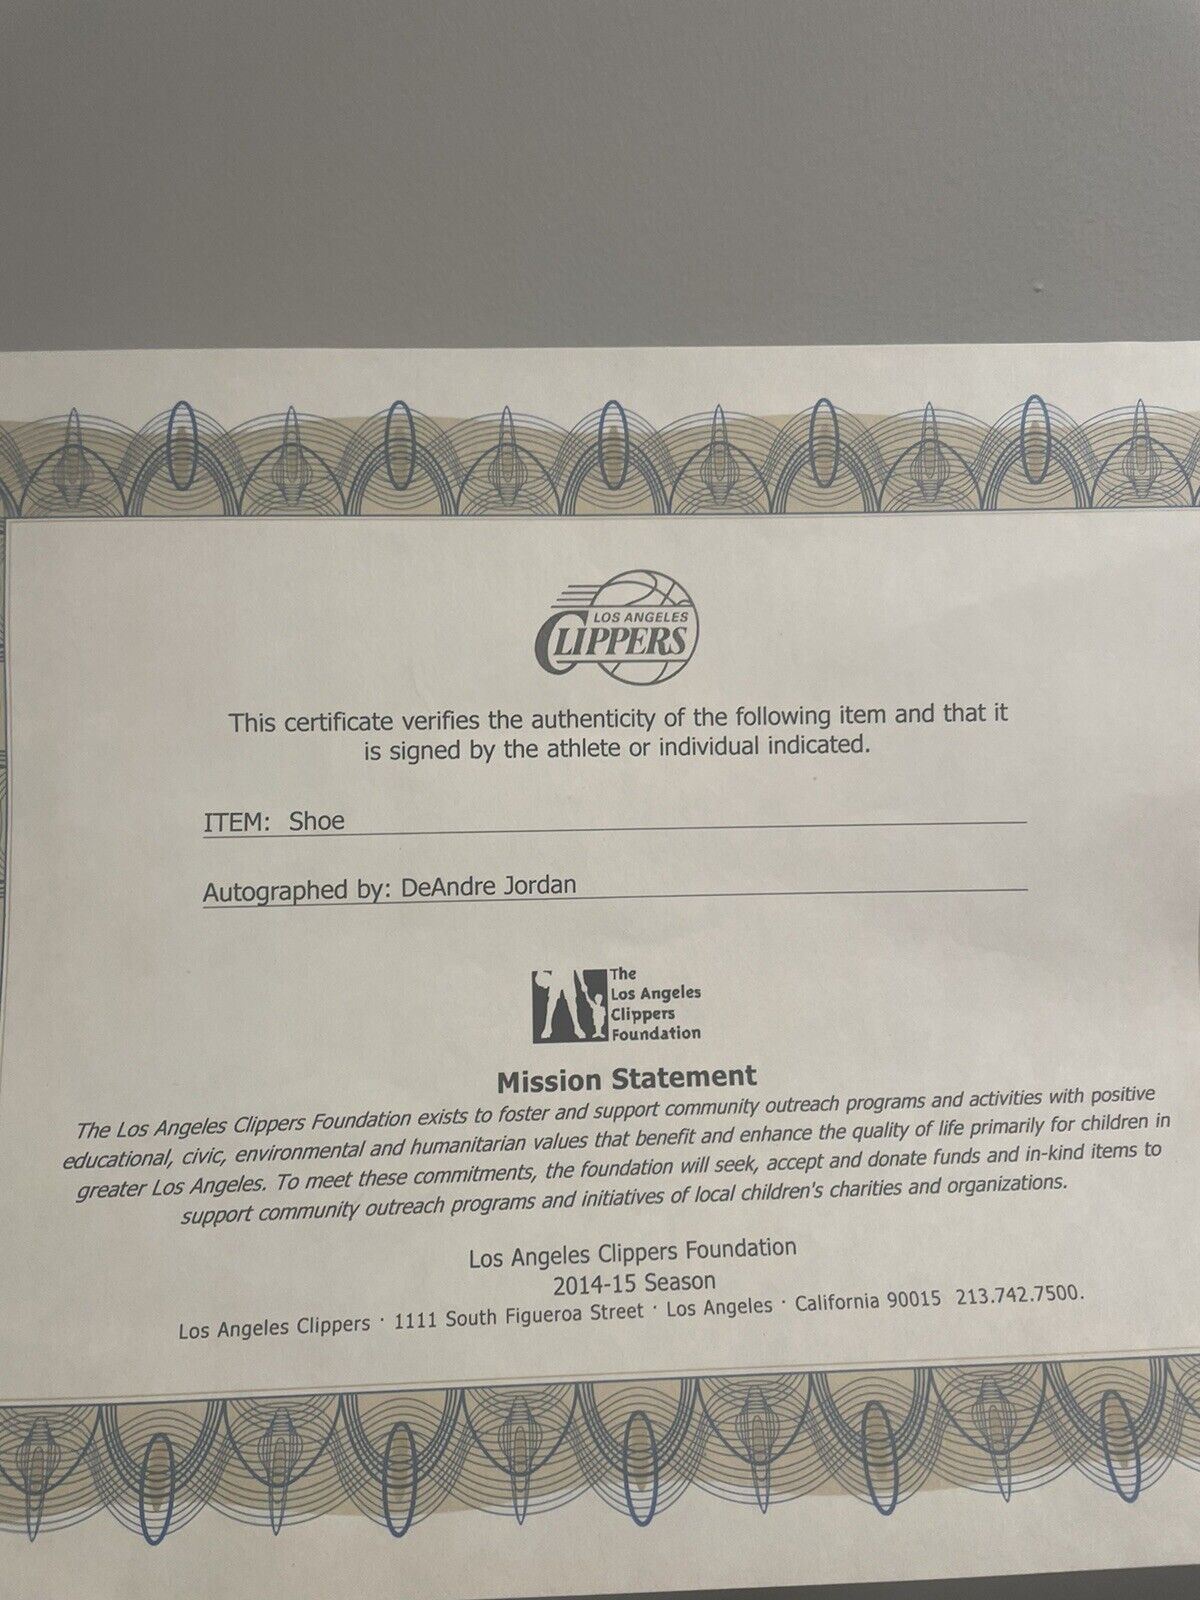 LOS ANGELES
CLIPPERS
This certificate verifies the authenticity of the following item and that it
is signed by the athlete or individual indicated.
ITEM: Shoe
Autographed by: DeAndre Jordan
The
Los Angeles
Clippers
Foundation
Mission Statement
The Los Angeles Clippers Foundation exists to foster and support community outreach programs and activities with positive
educational, civic, environmental and humanitarian values that benefit and enhance the quality of life primarily for children in
greater Los Angeles. To meet these commitments, the foundation will seek, accept and donate funds and in-kind items to
support community outreach programs and initiatives of local children's charities and organizations.
Los Angeles Clippers Foundation
2014-15 Season
Los Angeles Clippers · 1111 South Figueroa Street · Los Angeles · California 90015 213.742.7500.